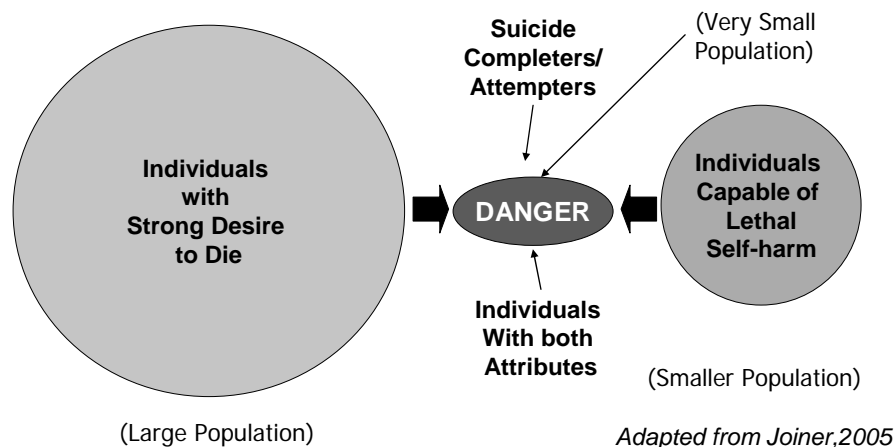 Individuals
with
Strong Desire
to Die
(Large Population)
Suicide
Completers/
Attempters
(Very Small
Population)
DANGER
Individuals
With both
Attributes
Individuals
Capable of
Lethal
Self-harm
(Smaller Population)
Adapted from Joiner,2005